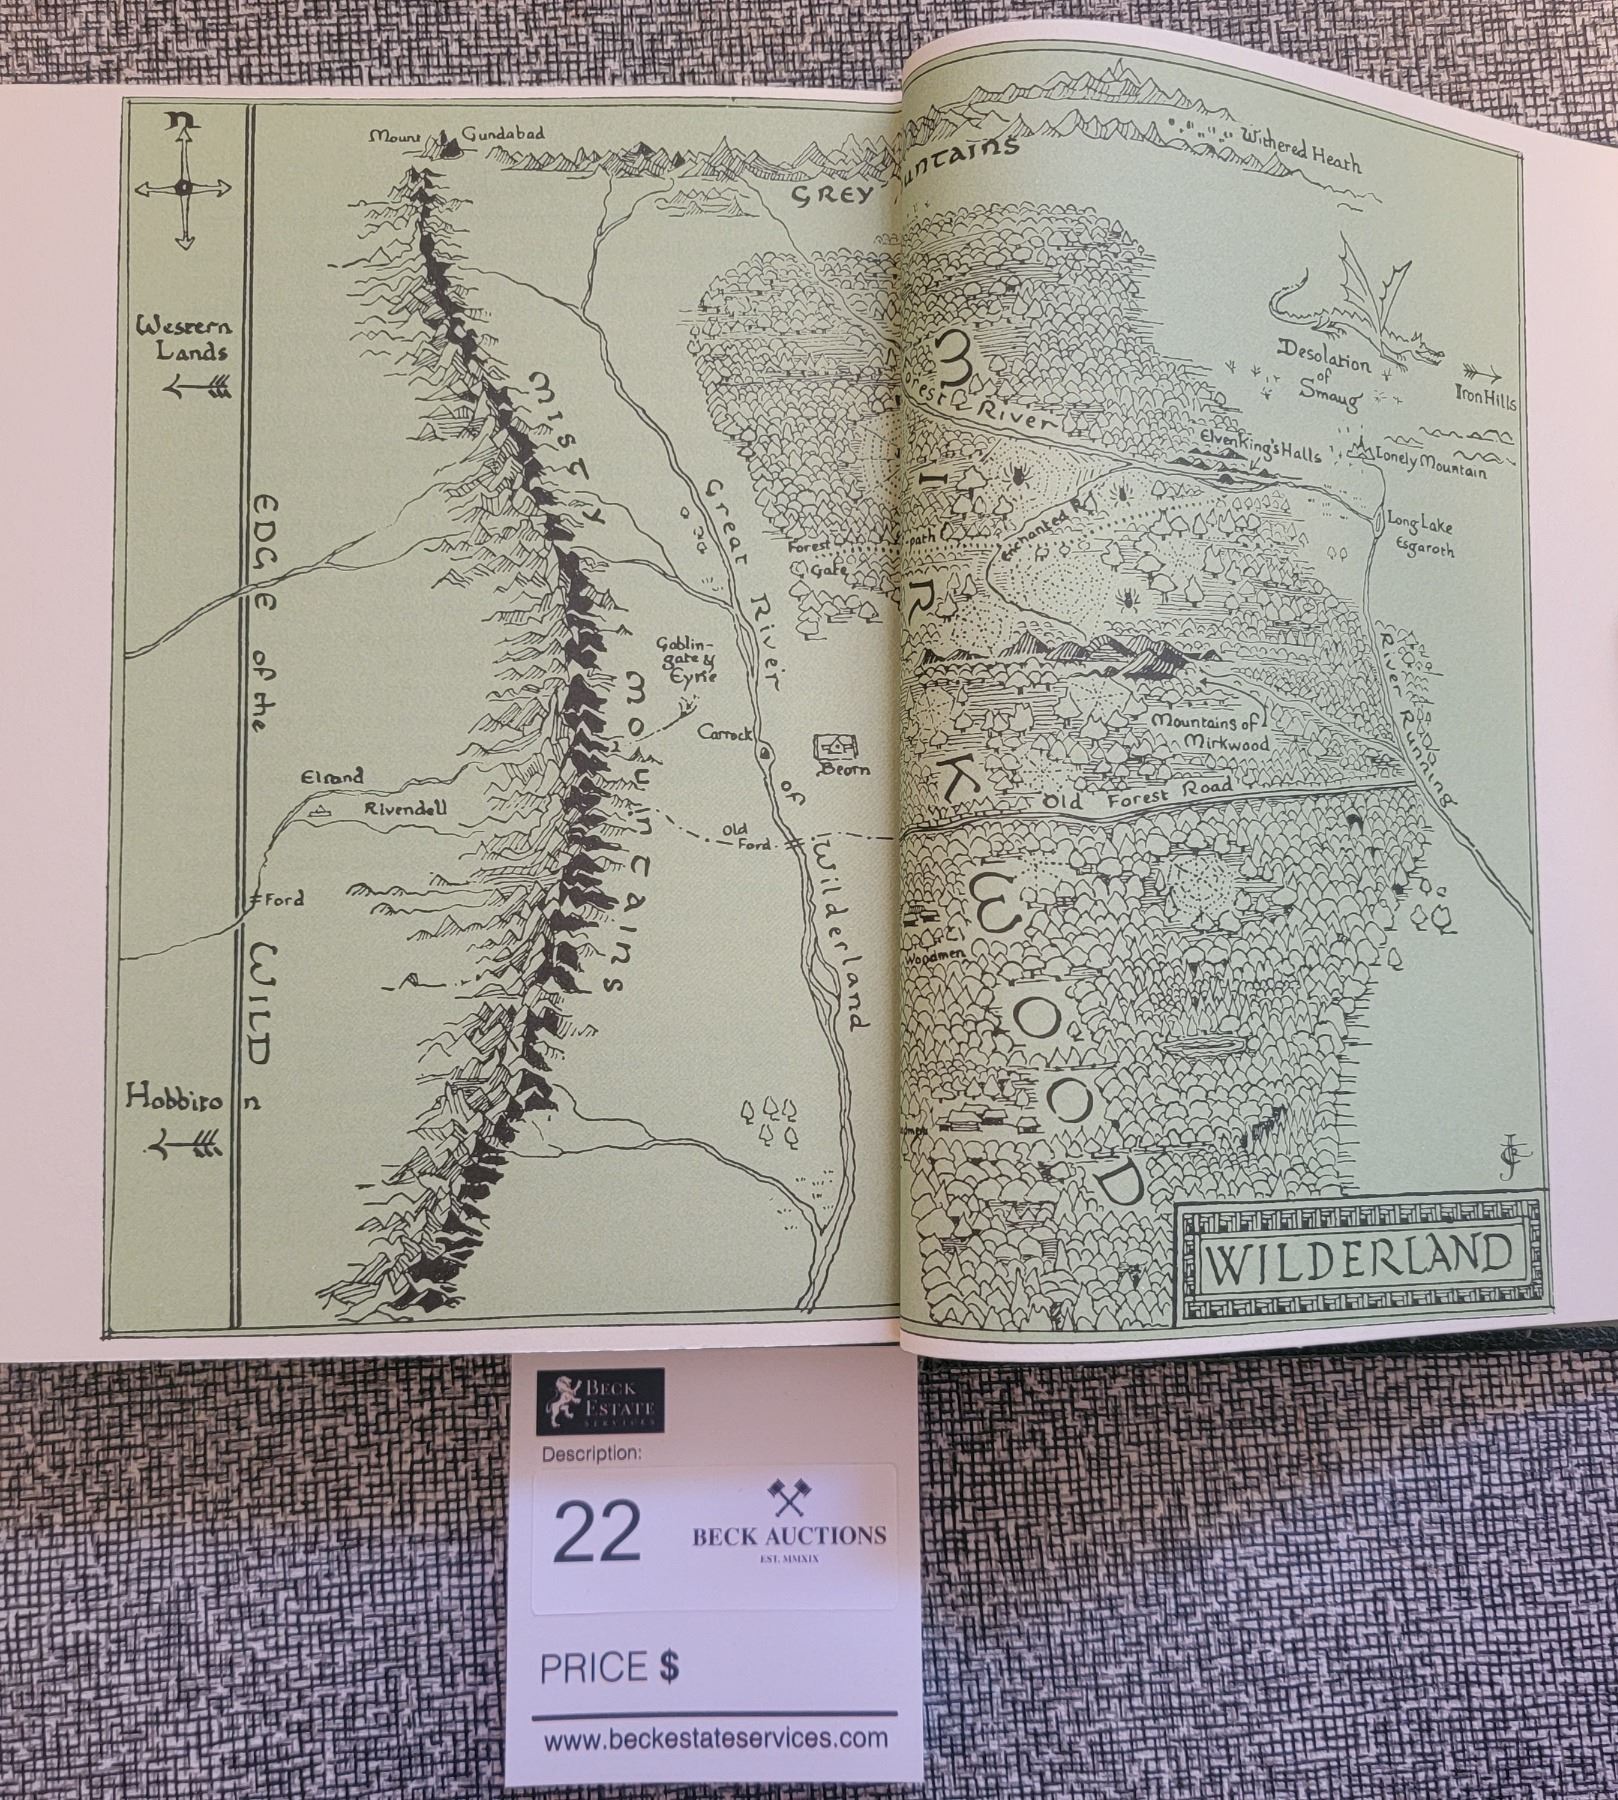 n
Mount Gundabad
GREY
untains
Withered Heath
Western
Lands
Desolation
of
Smaug
Iron Hills
MISTY
MOUNTAINS
Forest River
ElvenKing's Halls
Lonely Mountain
Great River of Wilderland
Enchanted R.
Long Lake
Esgaroth
Forest path
Gate
EDGE of the WILD
Goblin-
gate &
Eyrie
River Running
Carrock
Beorn
Mountains of
Mirkwood
Elrond
Rivendell
Old
Ford
Old Forest Road
Ford
Woodmen
MIRKWOOD
Hobbiton
WILDERLAND
BECK
ESTATE
SERVICES
Description:
22
BECK AUCTIONS
EST. MMXIX
PRICE $
www.beckestateservices.com